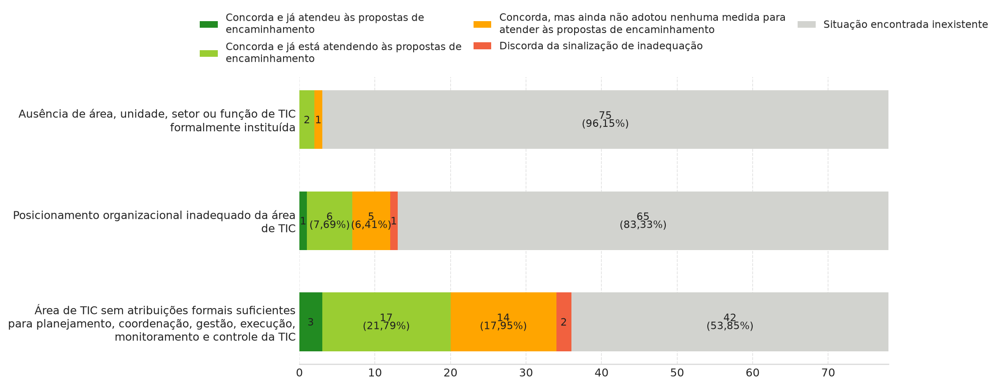 Concorda e já atendeu às propostas de
encaminhamento
Concorda e já está atendendo às propostas de
encaminhamento
Concorda, mas ainda não adotou nenhuma medida para
atender às propostas de encaminhamento
Discorda da sinalização de inadequação
Situação encontrada inexistente
Ausência de área, unidade, setor ou função de TIC
formalmente instituída
2
1
75
(96,15%)
Posicionamento organizacional inadequado da área
de TIC
1
6
(7,69%)
5
(6,41%)
1
65
(83,33%)
Área de TIC sem atribuições formais suficientes
para planejamento, coordenação, gestão, execução,
monitoramento e controle da TIC
3
17
(21,79%)
14
(17,95%)
2
42
(53,85%)
0 10 20 30 40 50 60 70